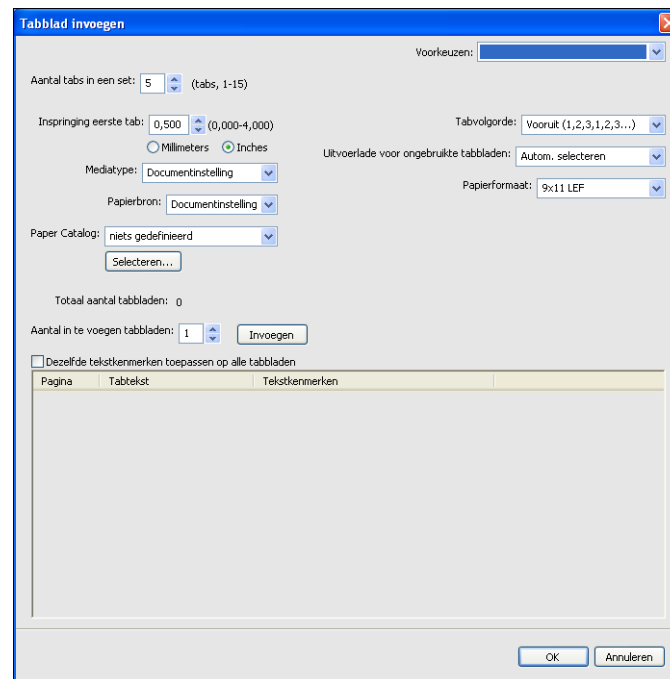 Tabblad invoegen
Voorkeuzen:
Aantal tabs in een set: 5 (tabs, 1-15)
Inspringing eerste tab: 0,500 (0,000-4,000)
Tabvolgorde: Vooruit (1,2,3,1,2,3...)
Millimeters Inches
Uitvoerlade voor ongebruikte tabbladen: Autom. selecteren
Mediatype: Documentinstelling
Papierformaat: 9x11 LEF
Papierbron: Documentinstelling
Paper Catalog: niets gedefinieerd
Selecteren...
Totaal aantal tabbladen: 0
Aantal in te voegen tabbladen: 1 Invoegen
Dezelfde tekstkenmerken toepassen op alle tabbladen
Pagina Tabtekst Tekstkenmerken
OK Annuleren